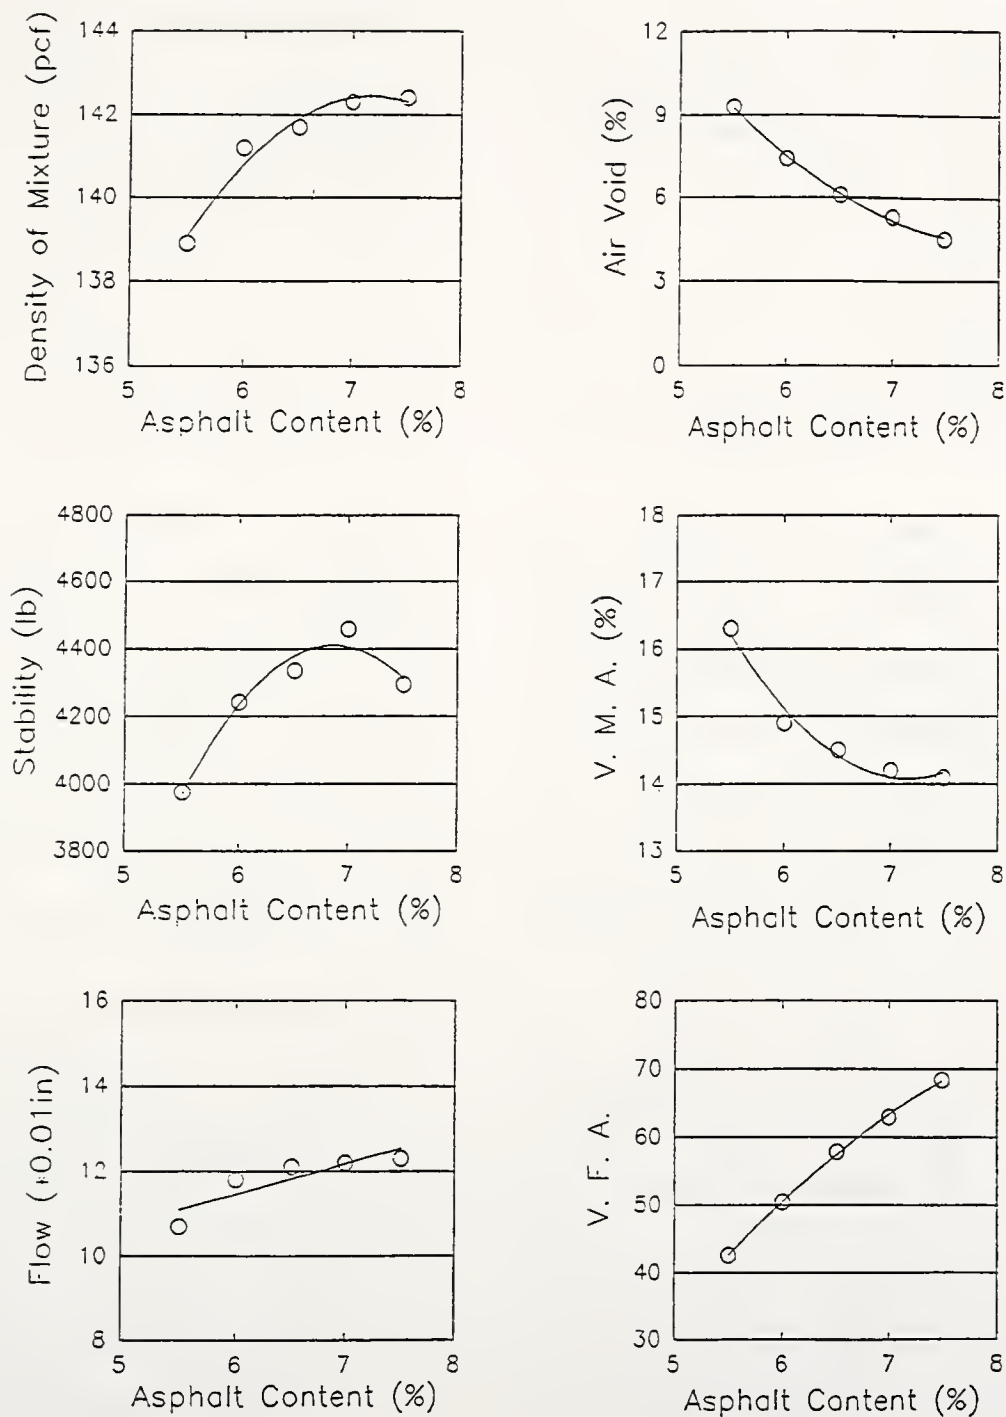 Density of Mixture (pcf)
144
142
140
138
136
5 6 7 8
Asphalt Content (%)
Air Void (%)
12
9
6
3
0
5 6 7 8
Asphalt Content (%)
Stability (lb)
4800
4600
4400
4200
4000
3800
5 6 7 8
Asphalt Content (%)
V. M. A. (%)
18
17
16
15
14
13
5 6 7 8
Asphalt Content (%)
Flow (*0.01in)
16
14
12
10
8
5 6 7 8
Asphalt Content (%)
V. F. A.
80
70
60
50
40
30
5 6 7 8
Asphalt Content (%)